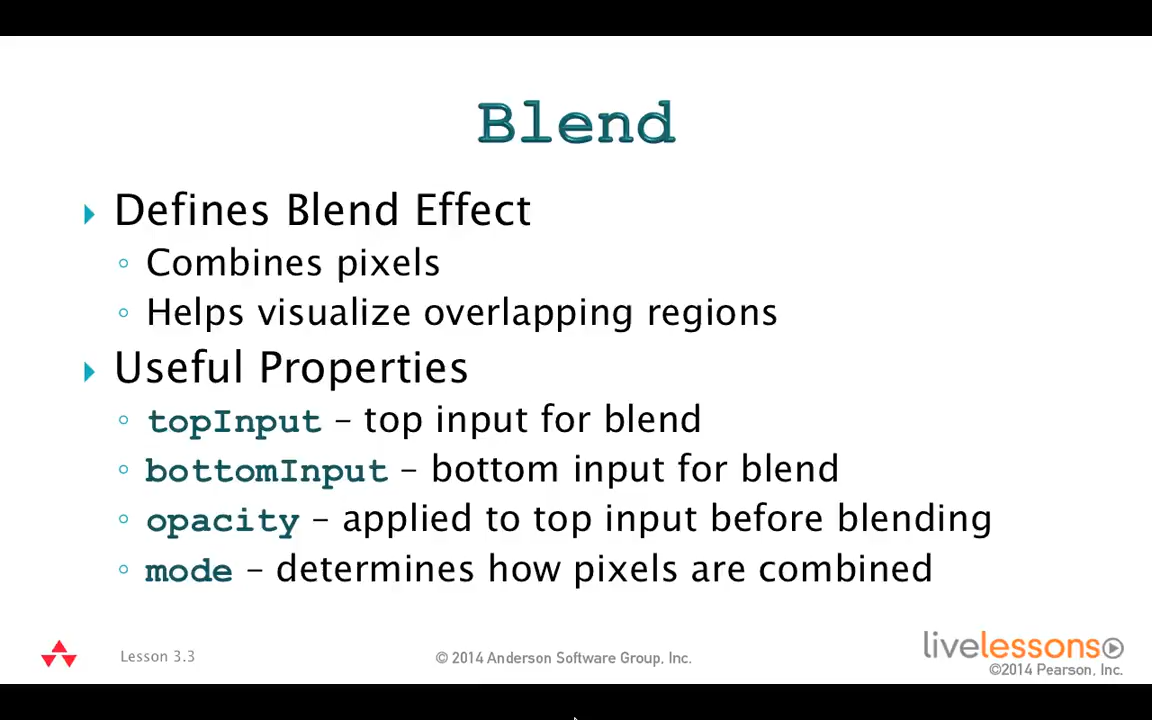 Blend
Defines Blend Effect
Combines pixels
Helps visualize overlapping regions
Useful Properties
topInput – top input for blend
bottomInput – bottom input for blend
opacity – applied to top input before blending
mode – determines how pixels are combined
Lesson 3.3
© 2014 Anderson Software Group, Inc.
livelessons
©2014 Pearson, Inc.